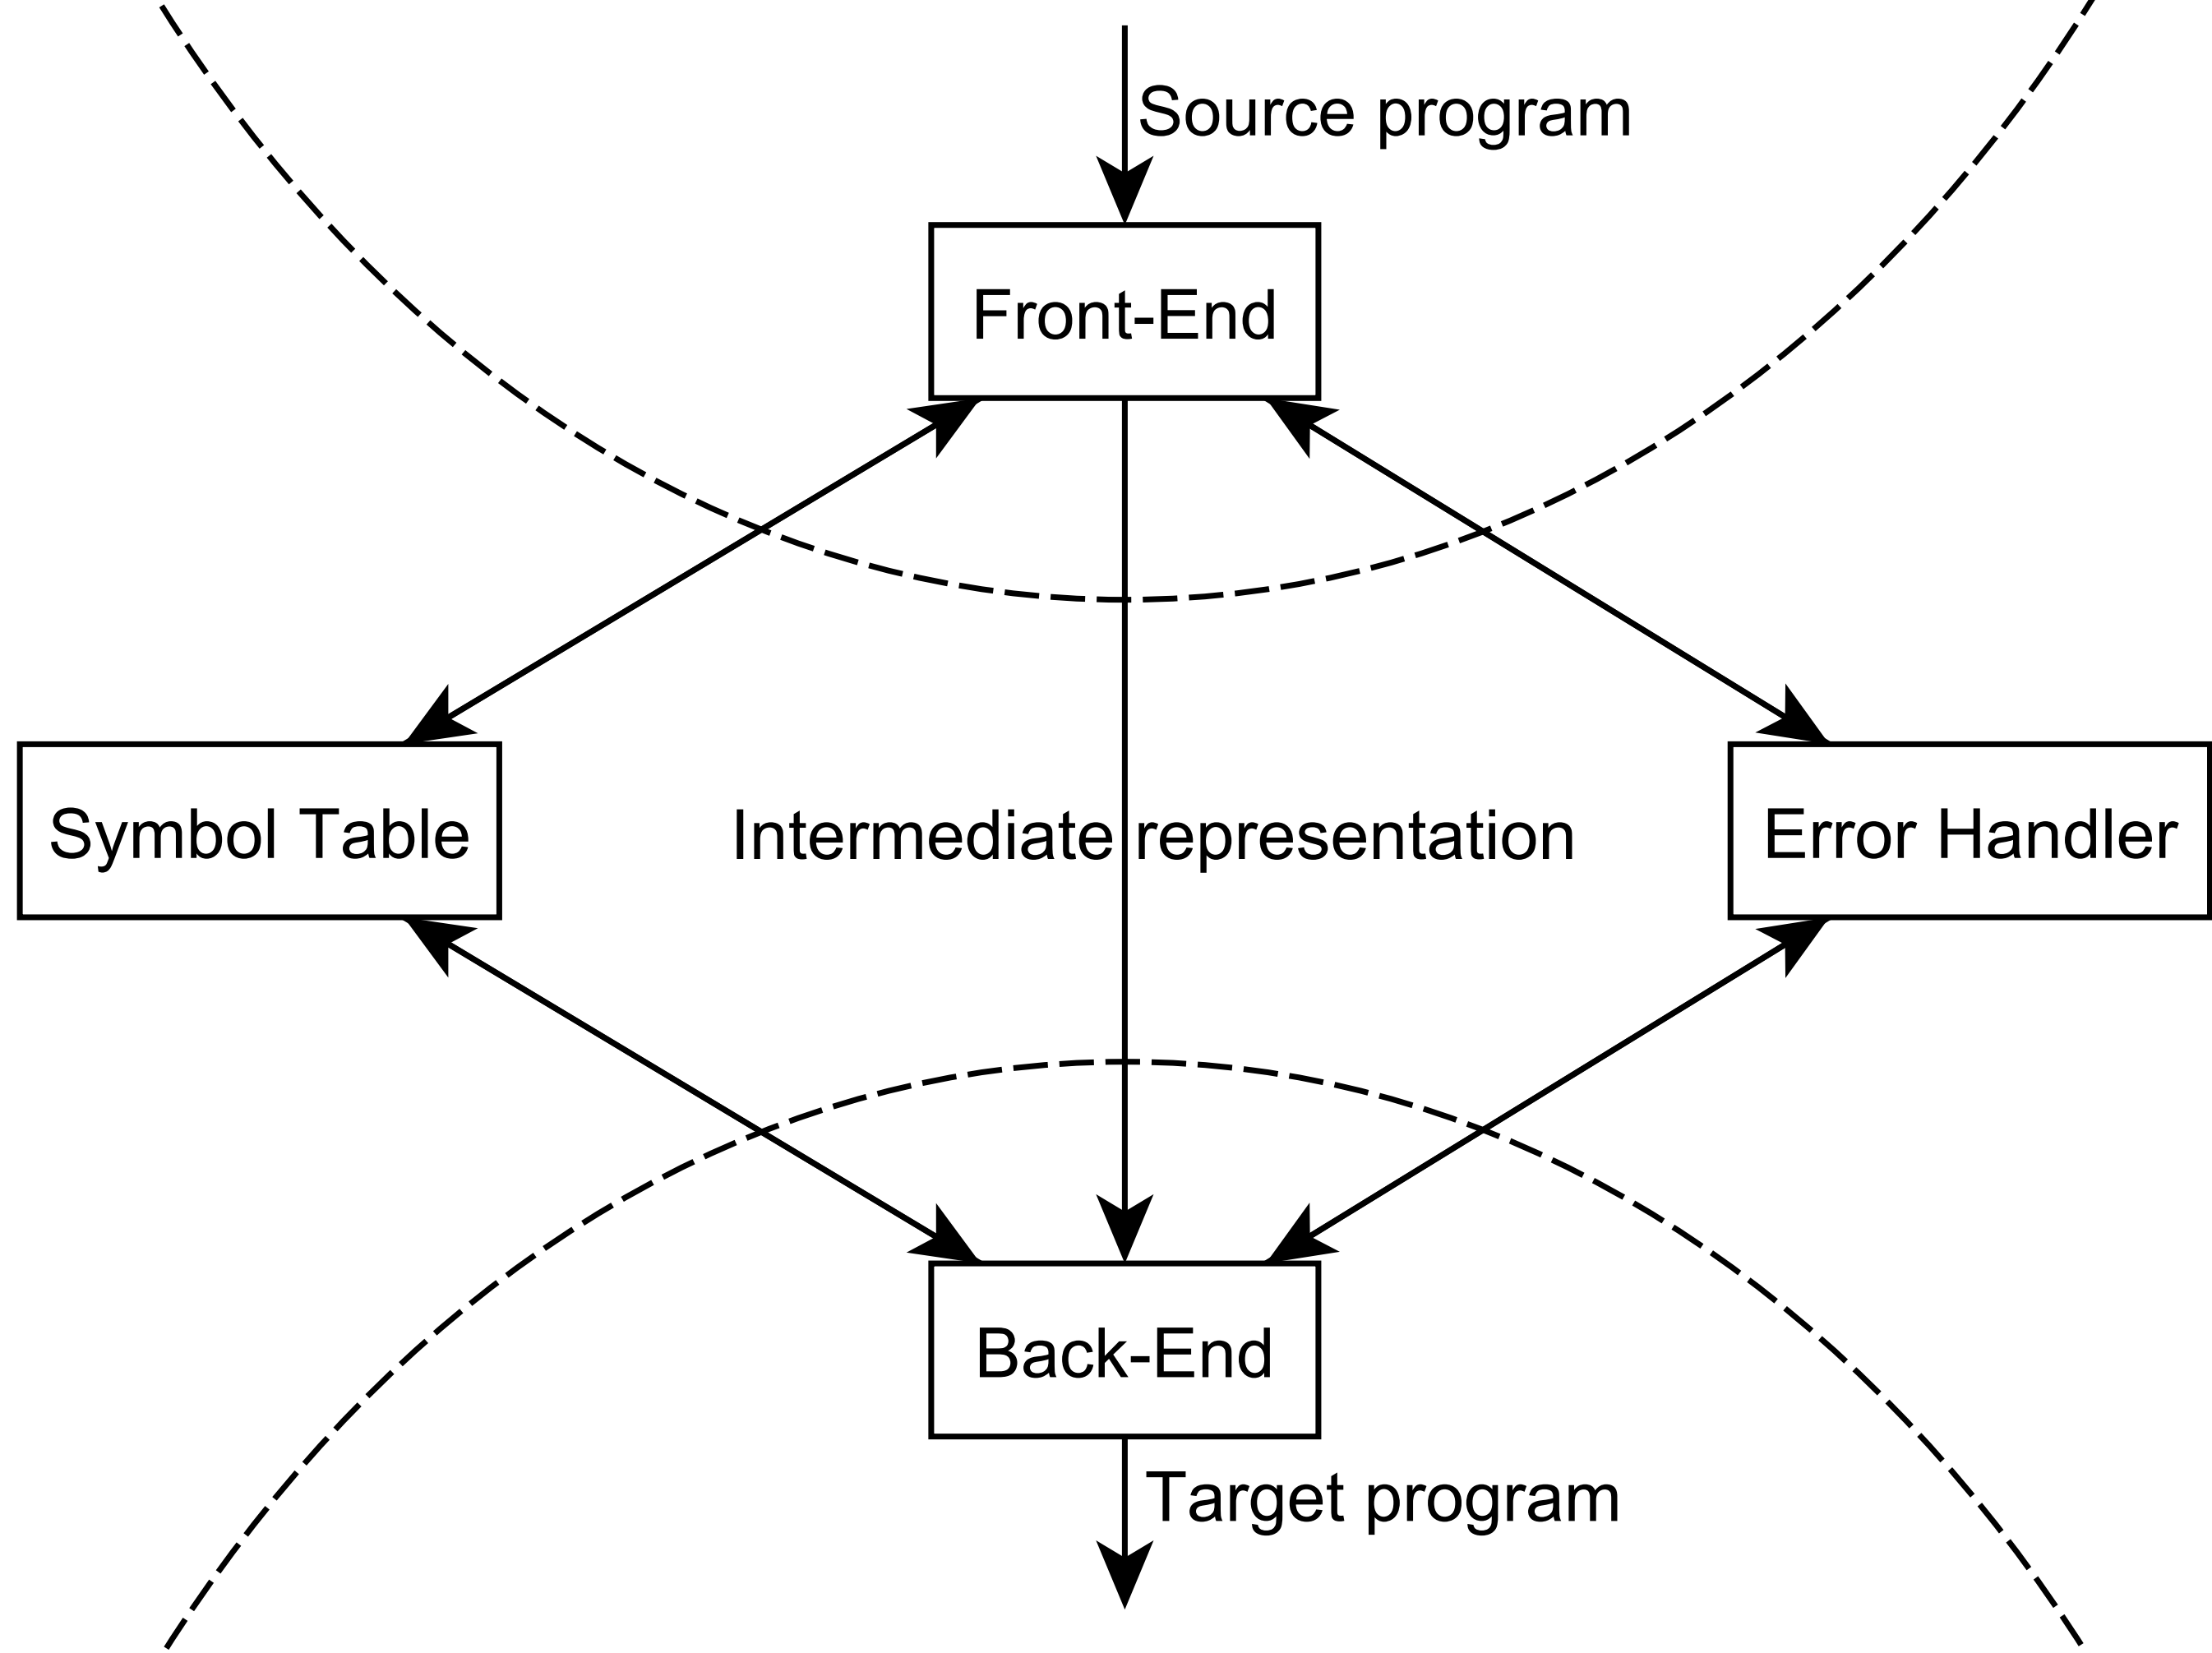 Source program
Front-End
Symbol Table
Intermediate representation
Error Handler
Back-End
Target program